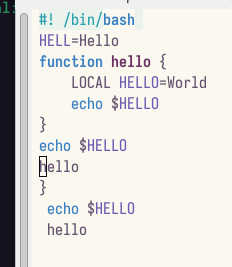 #! /bin/bash
HELL=Hello
function hello {
    LOCAL HELLO=World
    echo $HELLO
}
echo $HELLO
hello
}
 echo $HELLO
 hello